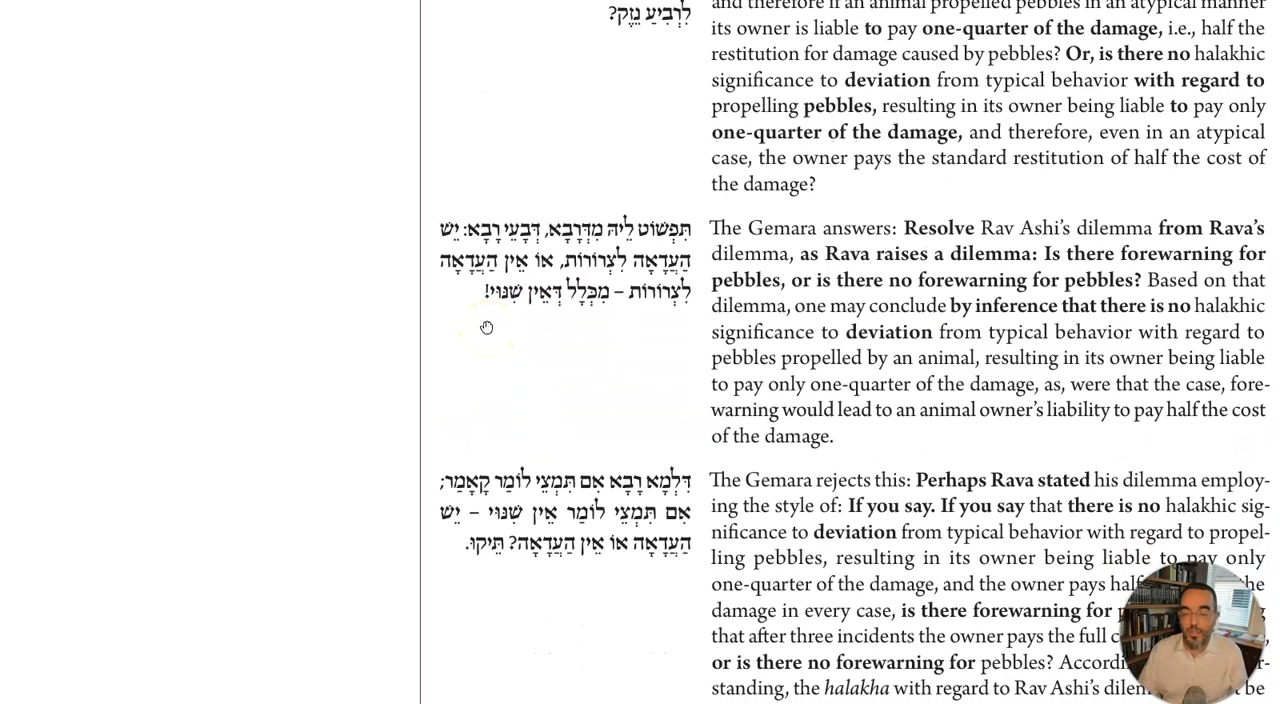 לִרְבִיעַ נֶזֶק?
and therefore if an animal propelled pebbles in an atypical manner
its owner is liable to pay one-quarter of the damage, i.e., half the
restitution for damage caused by pebbles? Or, is there no halakhic
significance to deviation from typical behavior with regard to
propelling pebbles, resulting in its owner being liable to pay only
one-quarter of the damage, and therefore, even in an atypical
case, the owner pays the standard restitution of half the cost of
the damage?
תִּפְשׁוֹט לֵיהּ מִדְּרָבָא, דְּבָעֵי רָבָא: יֵשׁ
הַעֲדָאָה לִצְרוֹרוֹת, אוֹ אֵין הַעֲדָאָה
לִצְרוֹרוֹת – מִכְּלָל דְּאֵין שִׁנּוּי!
The Gemara answers: Resolve Rav Ashi’s dilemma from Rava’s
dilemma, as Rava raises a dilemma: Is there forewarning for
pebbles, or is there no forewarning for pebbles? Based on that
dilemma, one may conclude by inference that there is no halakhic
significance to deviation from typical behavior with regard to
pebbles propelled by an animal, resulting in its owner being liable
to pay only one-quarter of the damage, as, were that the case, fore-
warning would lead to an animal owner’s liability to pay half the cost
of the damage.
דִּלְמָא רָבָא אִם תִּמְצֵי לוֹמַר קָאָמַר;
אִם תִּמְצֵי לוֹמַר אֵין שִׁנּוּי – יֵשׁ
הַעֲדָאָה אוֹ אֵין הַעֲדָאָה? תֵּיקוּ.
The Gemara rejects this: Perhaps Rava stated his dilemma employ-
ing the style of: If you say. If you say that there is no halakhic sig-
nificance to deviation from typical behavior with regard to propel-
ling pebbles, resulting in its owner being liable to pay only
one-quarter of the damage, and the owner pays half he
damage in every case, is there forewarning for
that after three incidents the owner pays the full
or is there no forewarning for pebbles?
standing, the halakha with regard to Rav Ashi’s be